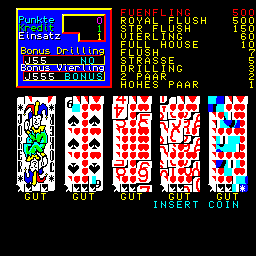 Punkte 0
Kredit 1
Einsatz 1
Bonus Drilling
J55 NO
Bonus Vierling
J555 BONUS
FUENFLING 500
ROYAL FLUSH 500
STR FLUSH 150
VIERLING 60
FULL HOUSE 10
FLUSH 7H
STRASSE 5
DRILLING 3
2 PAAR 2
HOHES PAAR 1
JOKER
GUT GUT GUT GUT GUT
INSERT COIN